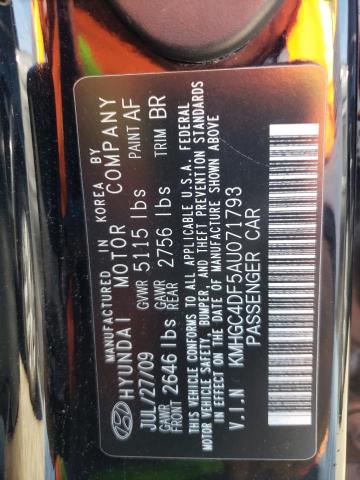 MANUFACTURED IN KOREA BY
HYUNDAI MOTOR COMPANY
JUL/27/09 GVWR 5115 lbs PAINT AF
GAWR FRONT 2646 lbs GAWR REAR 2756 lbs TRIM BR
THIS VEHICLE CONFORMS TO ALL APPLICABLE U.S.A. FEDERAL
MOTOR VEHICLE SAFETY, BUMPER, AND THEFT PREVENTION STANDARDS
IN EFFECT ON THE DATE OF MANUFACTURE SHOWN ABOVE
V.I.N KMHGC4DF5AU071793
PASSENGER CAR